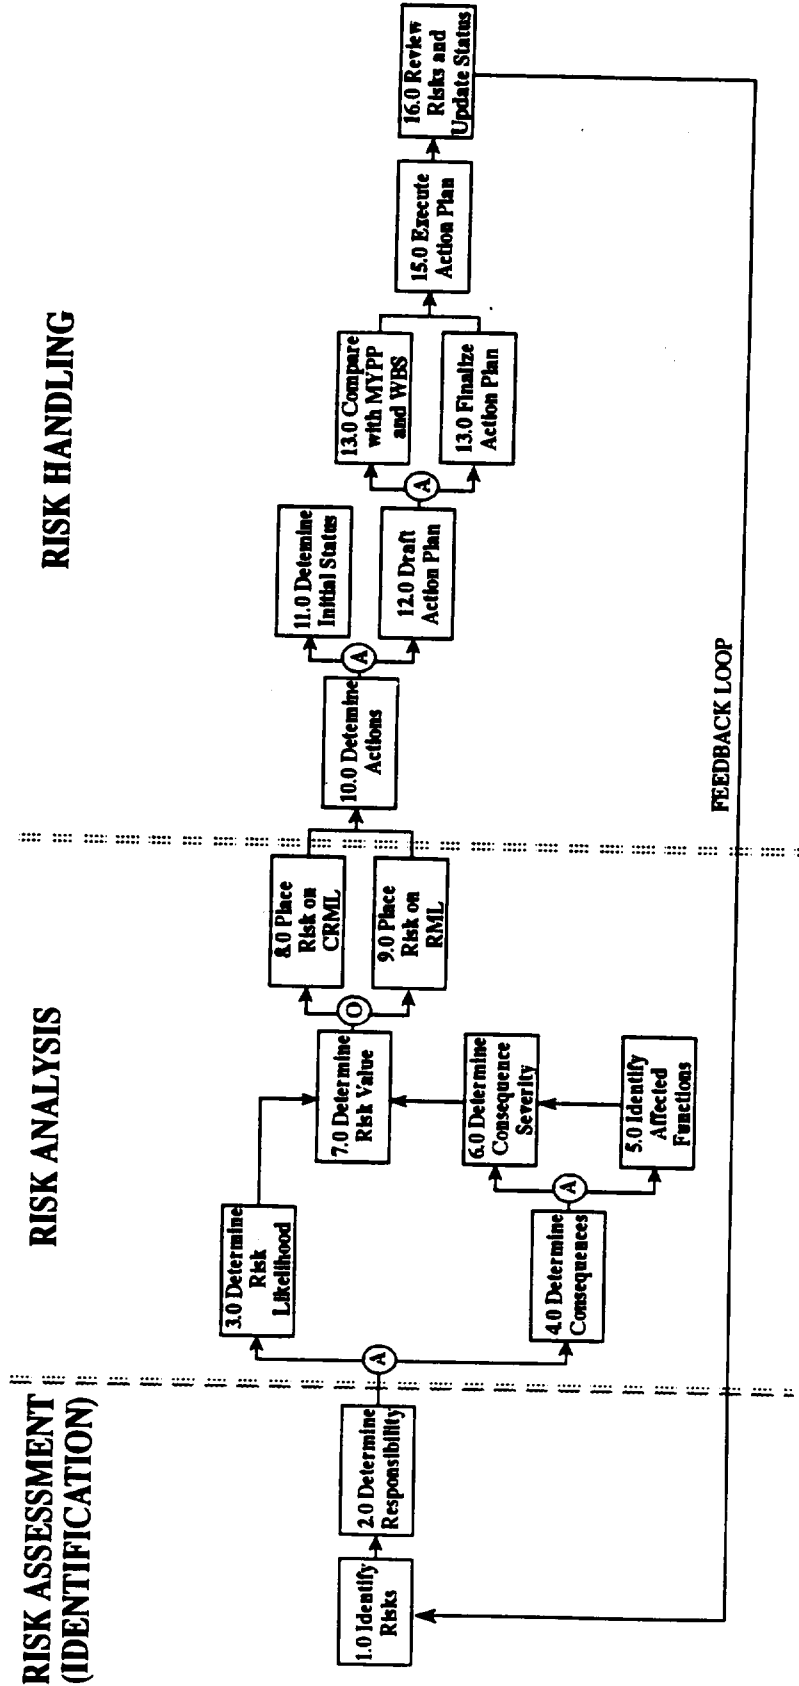 RISK ASSESSMENT
(IDENTIFICATION)
RISK ANALYSIS
RISK HANDLING
1.0 Identify
Risks
2.0 Determine
Responsibility
A
3.0 Determine
Risk
Likelihood
4.0 Determine
Consequences
A
5.0 Identify
Affected
Functions
6.0 Determine
Consequence
Severity
7.0 Determine
Risk Value
O
8.0 Place
Risk on
CRML
9.0 Place
Risk on
RML
10.0 Detemine
Actions
A
11.0 Detemine
Initial Status
12.0 Draft
Action Plan
A
13.0 Compare
with MYPP
and WBS
13.0 Finalize
Action Plan
15.0 Execute
Action Plan
16.0 Review
Risks and
Update Status
FEEDBACK LOOP